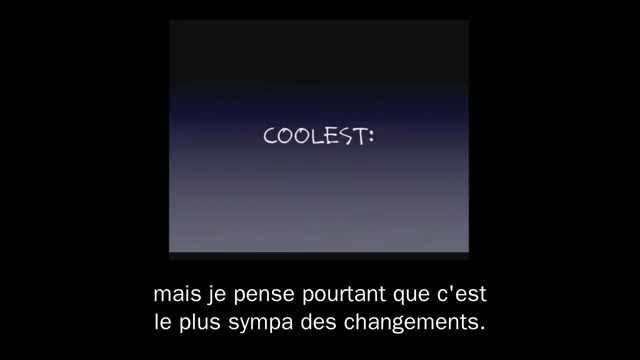 COOLEST:
mais je pense pourtant que c'est
le plus sympa des changements.